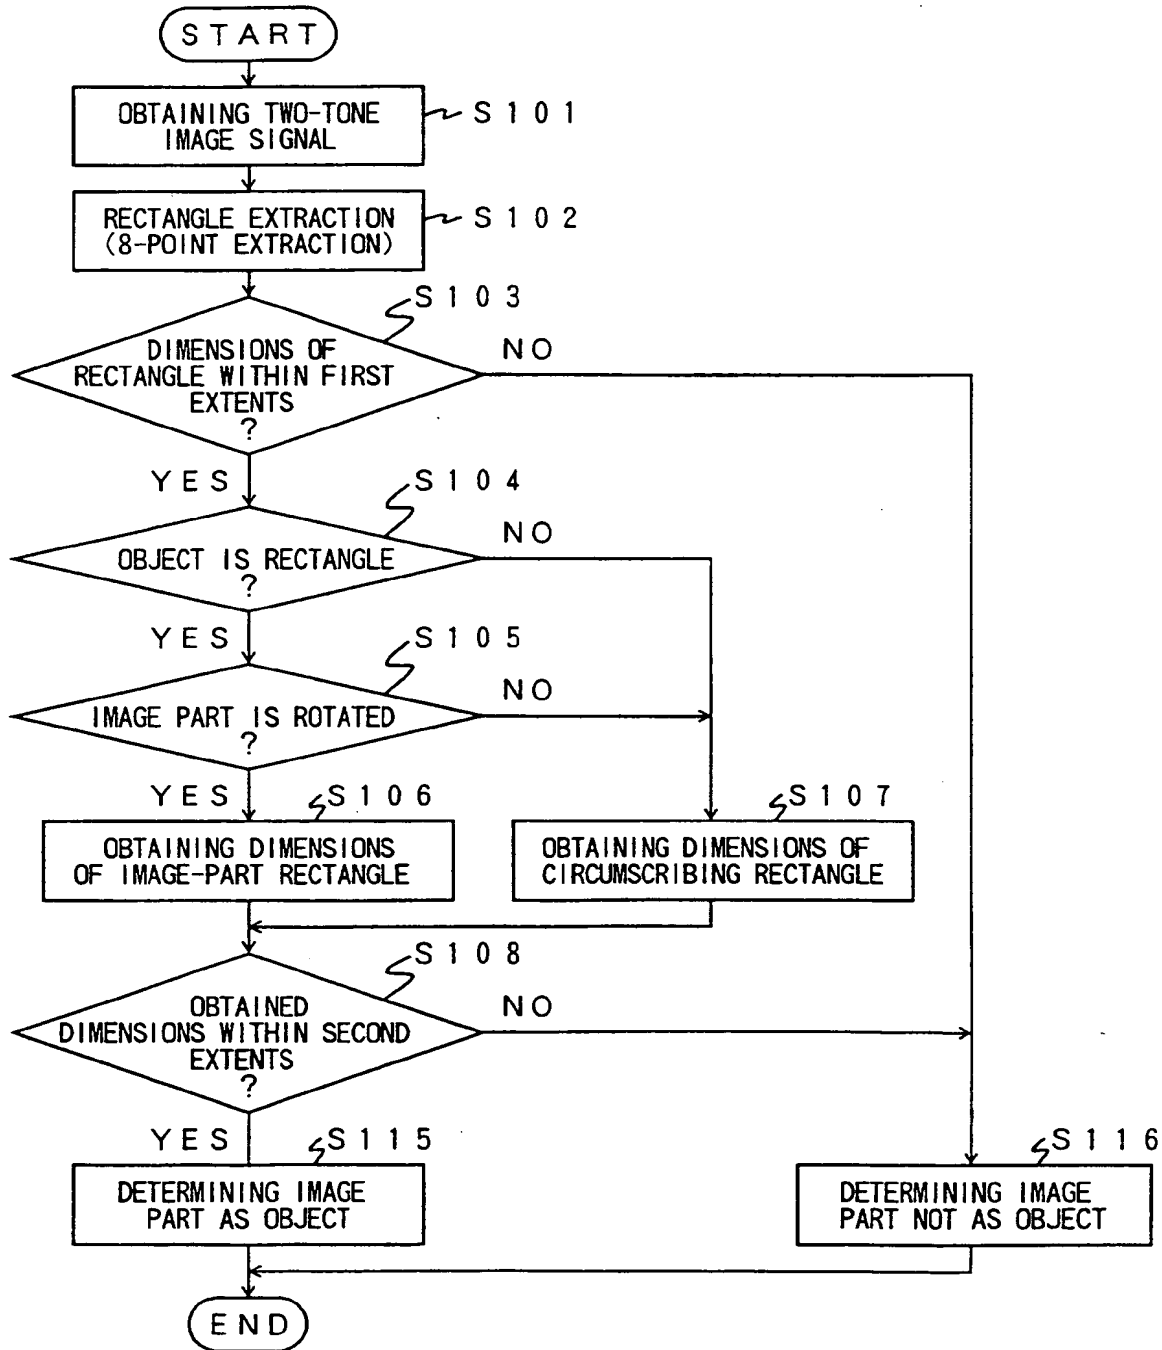 START
OBTAINING TWO-TONE
IMAGE SIGNAL
S101
RECTANGLE EXTRACTION
(8-POINT EXTRACTION)
S102
S103
DIMENSIONS OF
RECTANGLE WITHIN FIRST
EXTENTS
?
NO
YES
S104
OBJECT IS RECTANGLE
?
NO
YES
S105
IMAGE PART IS ROTATED
?
NO
YES
S106
OBTAINING DIMENSIONS
OF IMAGE-PART RECTANGLE
S107
OBTAINING DIMENSIONS OF
CIRCUMSCRIBING RECTANGLE
S108
OBTAINED
DIMENSIONS WITHIN SECOND
EXTENTS
?
NO
YES
S115
DETERMINING IMAGE
PART AS OBJECT
S116
DETERMINING IMAGE
PART NOT AS OBJECT
END